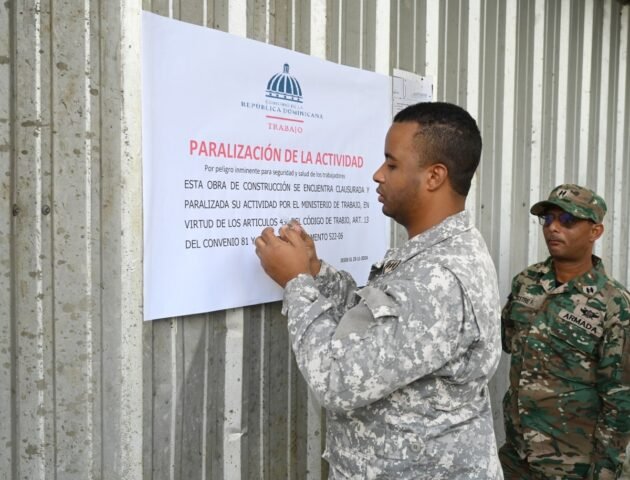 GOBIERNO DE LA
REPÚBLICA DOMINICANA
TRABAJO
PARALIZACIÓN DE LA ACTIVIDAD
Por peligro inminente para seguridad y salud de los trabajadores
ESTA OBRA DE CONSTRUCCIÓN SE ENCUENTRA CLAUSURADA Y
PARALIZADA SU ACTIVIDAD POR EL MINISTERIO DE TRABAJO, EN
VIRTUD DE LOS ARTICULOS DEL CÓDIGO DE TRABJO, ART. 13
DEL CONVENIO 81 Y 522-06
ARMADA